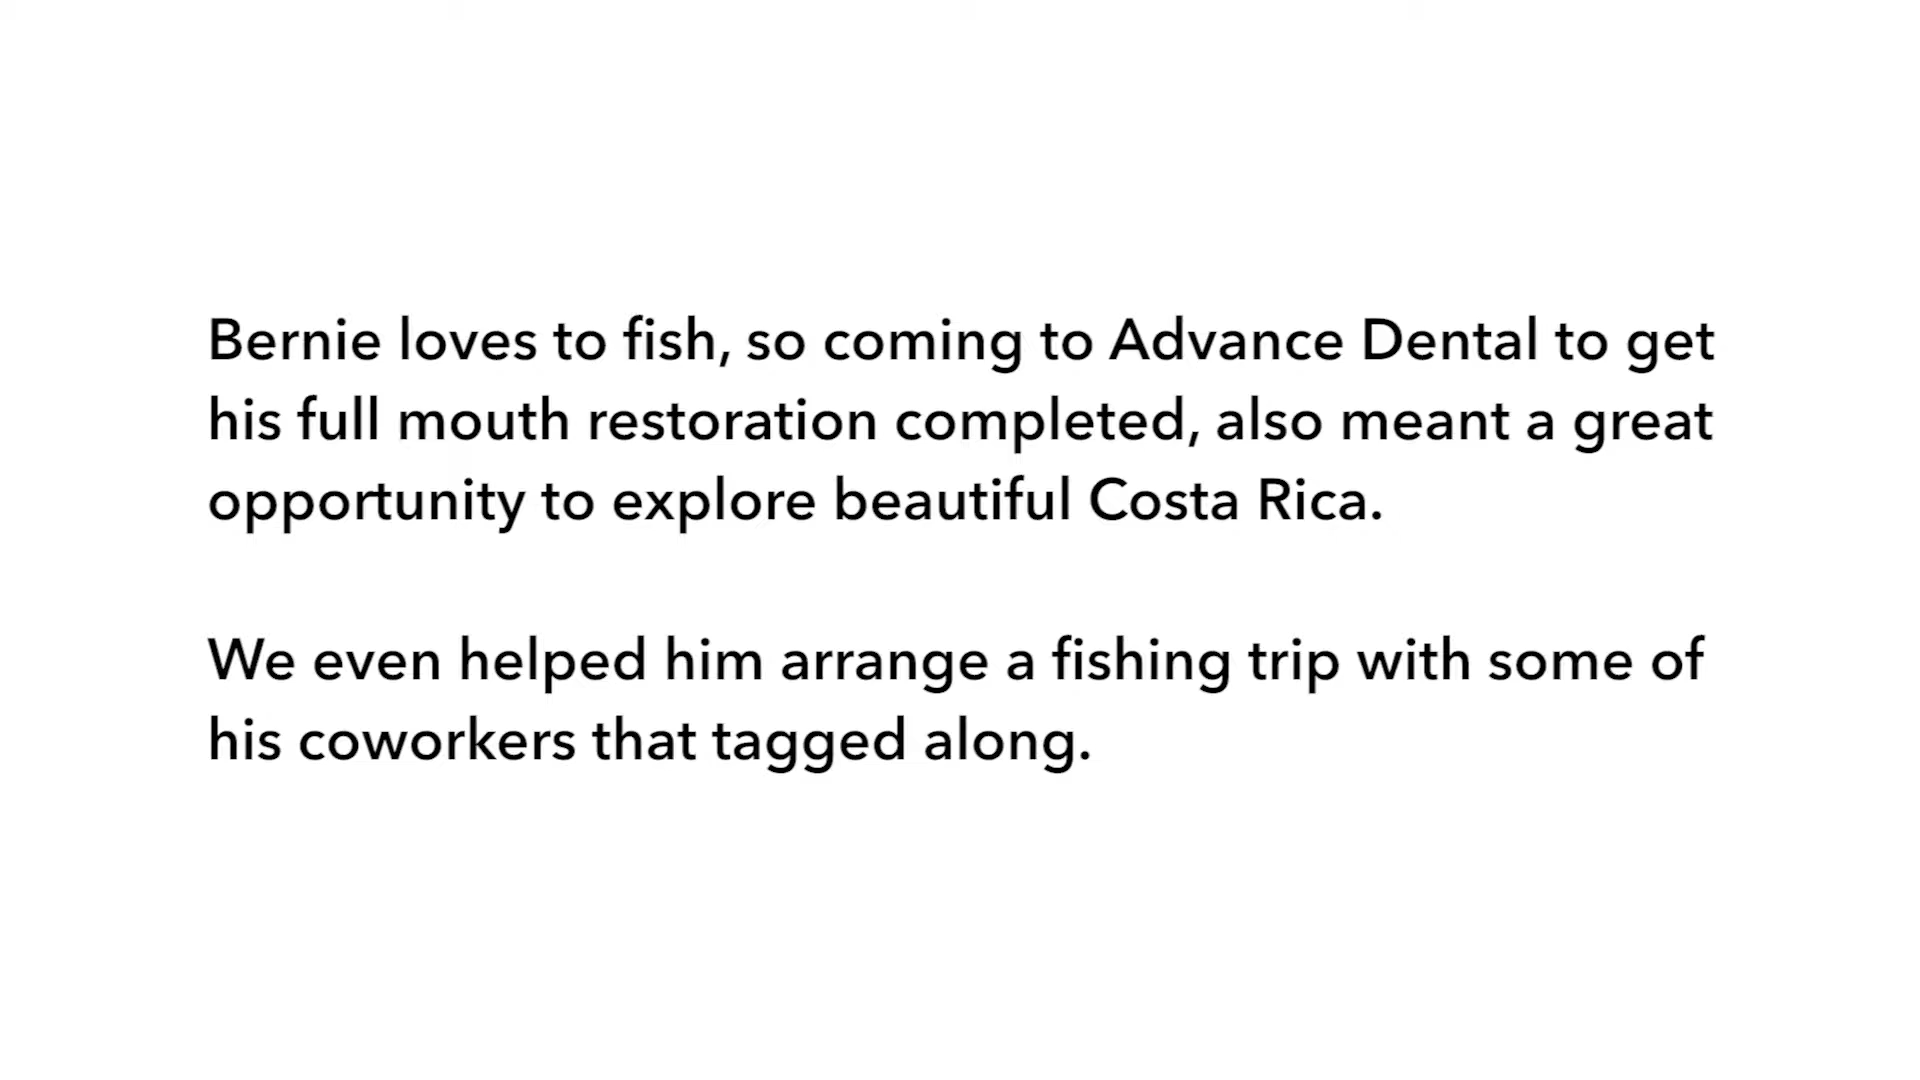 Bernie loves to fish, so coming to Advance Dental to get
his full mouth restoration completed, also meant a great
opportunity to explore beautiful Costa Rica.
We even helped him arrange a fishing trip with some of
his coworkers that tagged along.